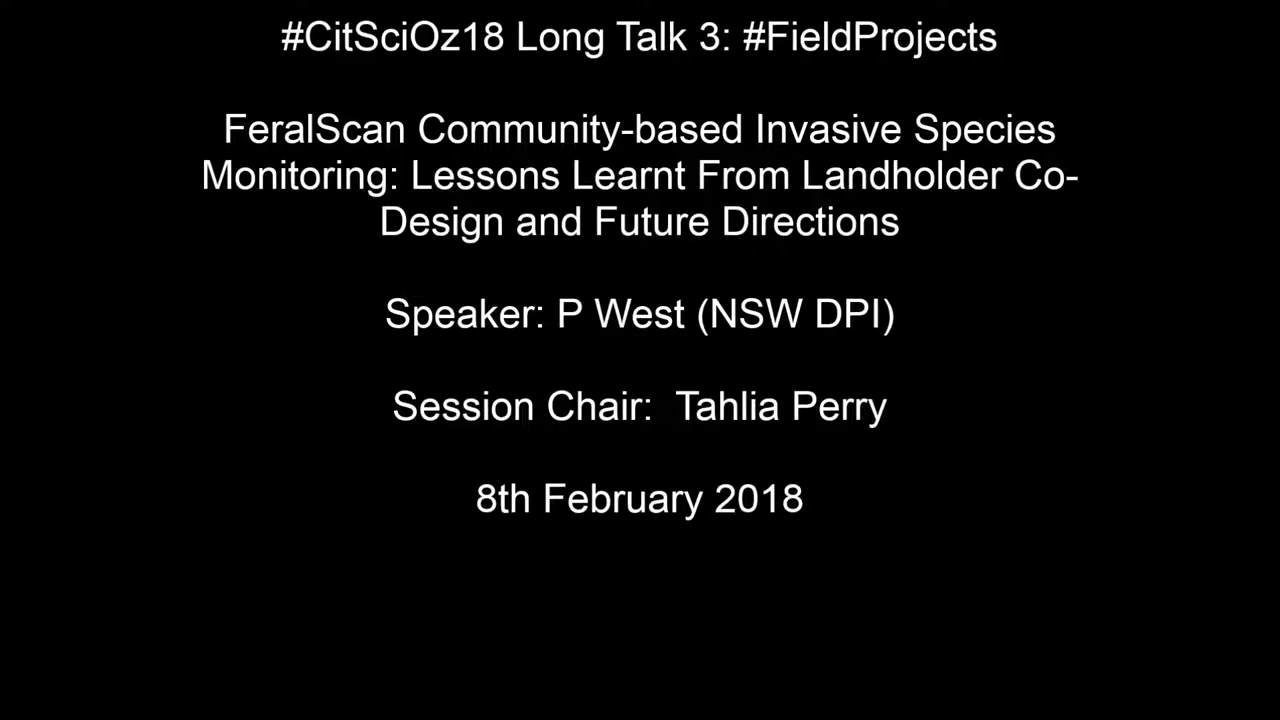 #CitSciOz18 Long Talk 3: #FieldProjects
FeralScan Community-based Invasive Species
Monitoring: Lessons Learnt From Landholder Co-
Design and Future Directions
Speaker: P West (NSW DPI)
Session Chair:  Tahlia Perry
8th February 2018